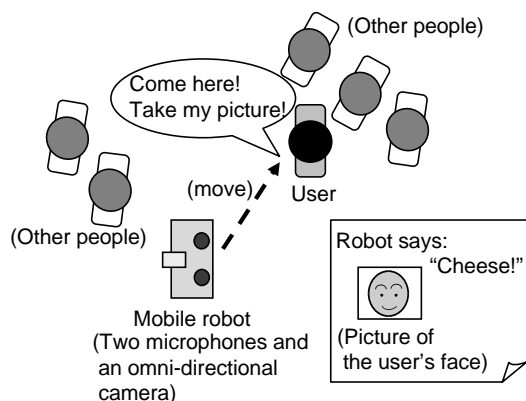 (Other people)
Come here!
Take my picture!
(move)
User
(Other people)
Mobile robot
(Two microphones and
an omni-directional
camera)
Robot says:
“Cheese!”
(Picture of
the user’s face)